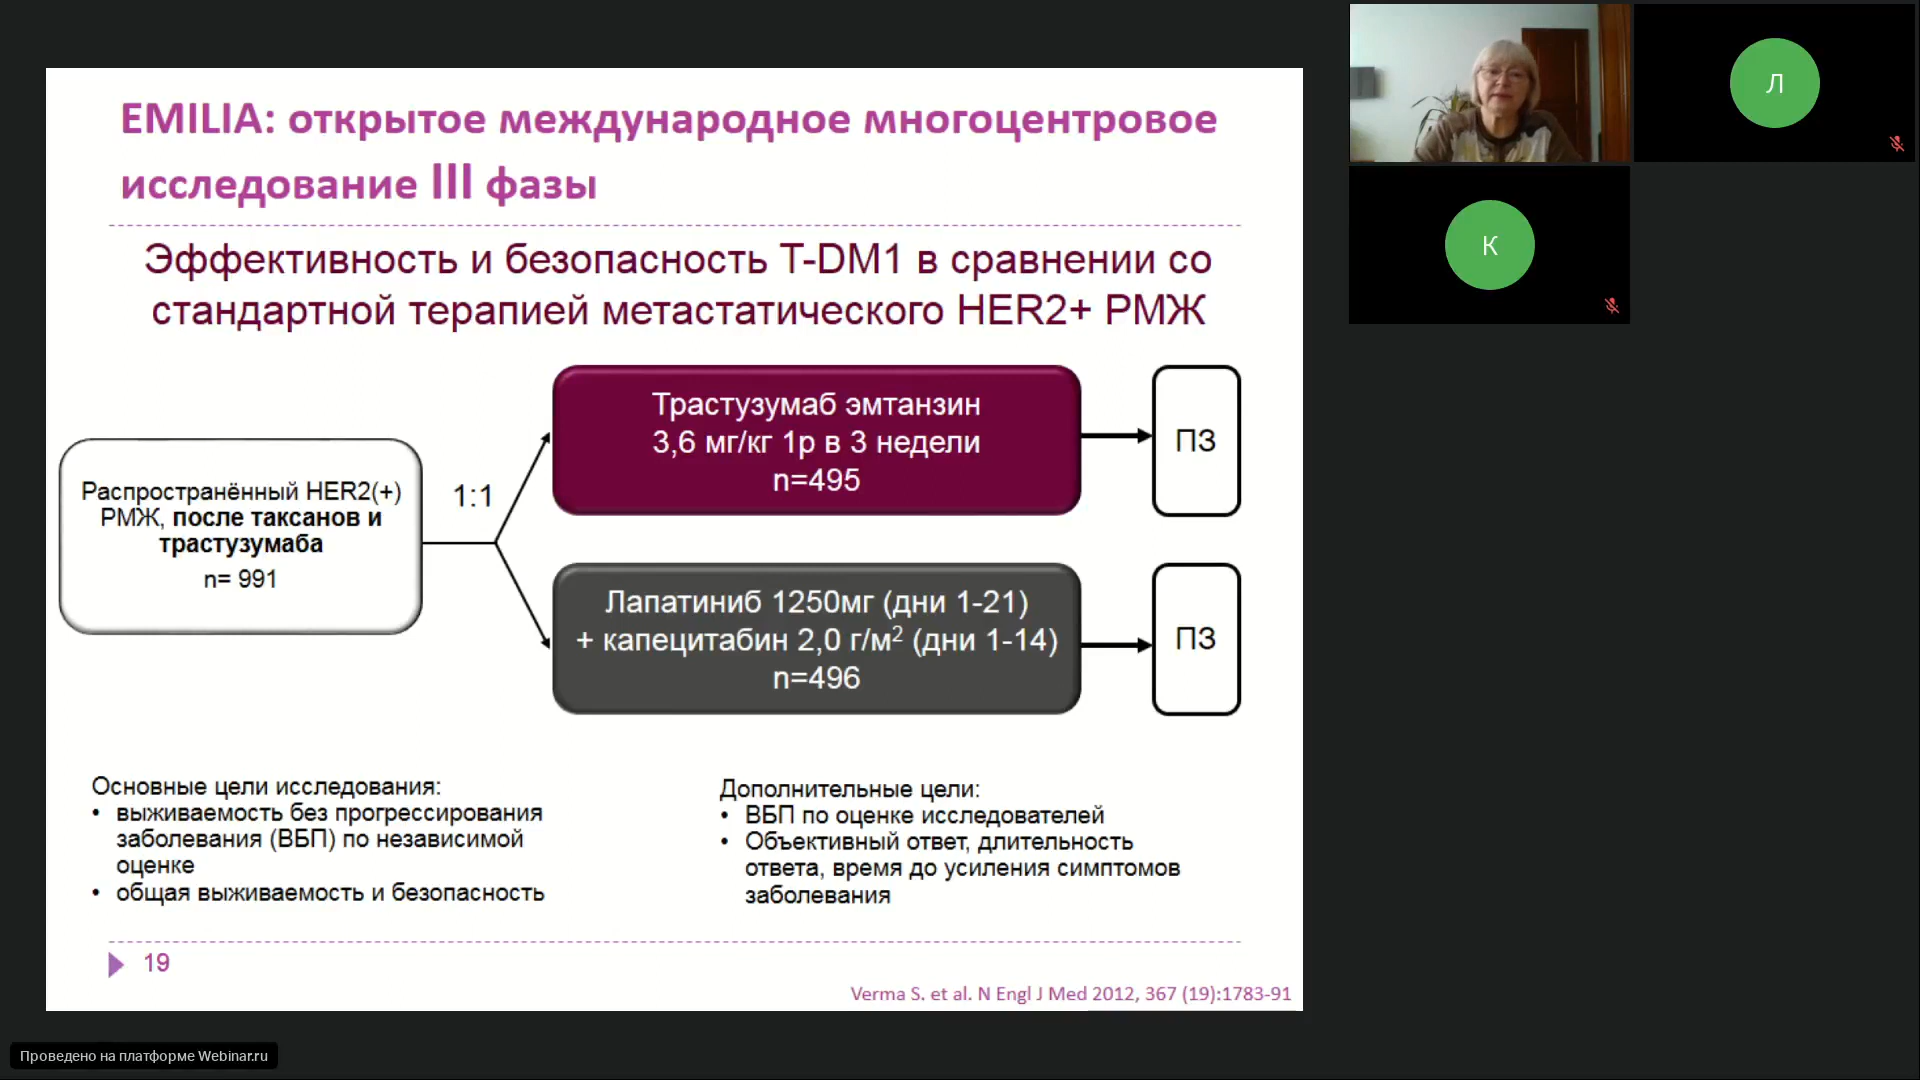 EMILIA: открытое международное многоцентровое
исследование III фазы
Эффективность и безопасность T-DM1 в сравнении со
стандартной терапией метастатического HER2+ РМЖ
Распространённый HER2(+)
РМЖ, после таксанов и
трастузумаба
n= 991
1:1
Трастузумаб эмтанзин
3,6 мг/кг 1р в 3 недели
n=495
ПЗ
Лапатиниб 1250мг (дни 1-21)
+ капецитабин 2,0 г/м² (дни 1-14)
n=496
ПЗ
Основные цели исследования:
• выживаемость без прогрессирования
заболевания (ВБП) по независимой
оценке
• общая выживаемость и безопасность
Дополнительные цели:
• ВБП по оценке исследователей
• Объективный ответ, длительность
ответа, время до усиления симптомов
заболевания
19
Verma S. et al. N Engl J Med 2012, 367 (19):1783-91
Л
К
Проведено на платформе Webinar.ru